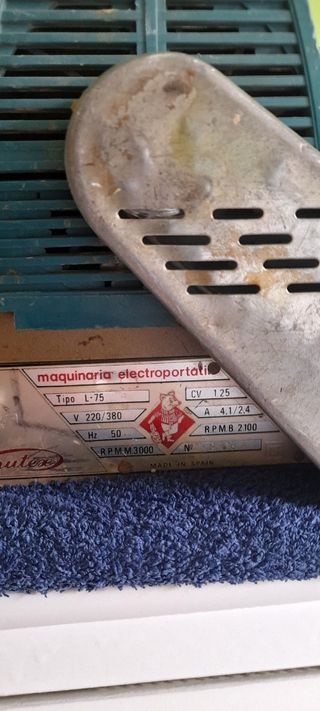 maquinaria electroportati
Tipo L-75 CV 1.25
V 220/380 A 4,1/2,4
Hz 50 R.P.M.B 2100
R.P.M.M.3000 Nº
MADE IN SPAIN